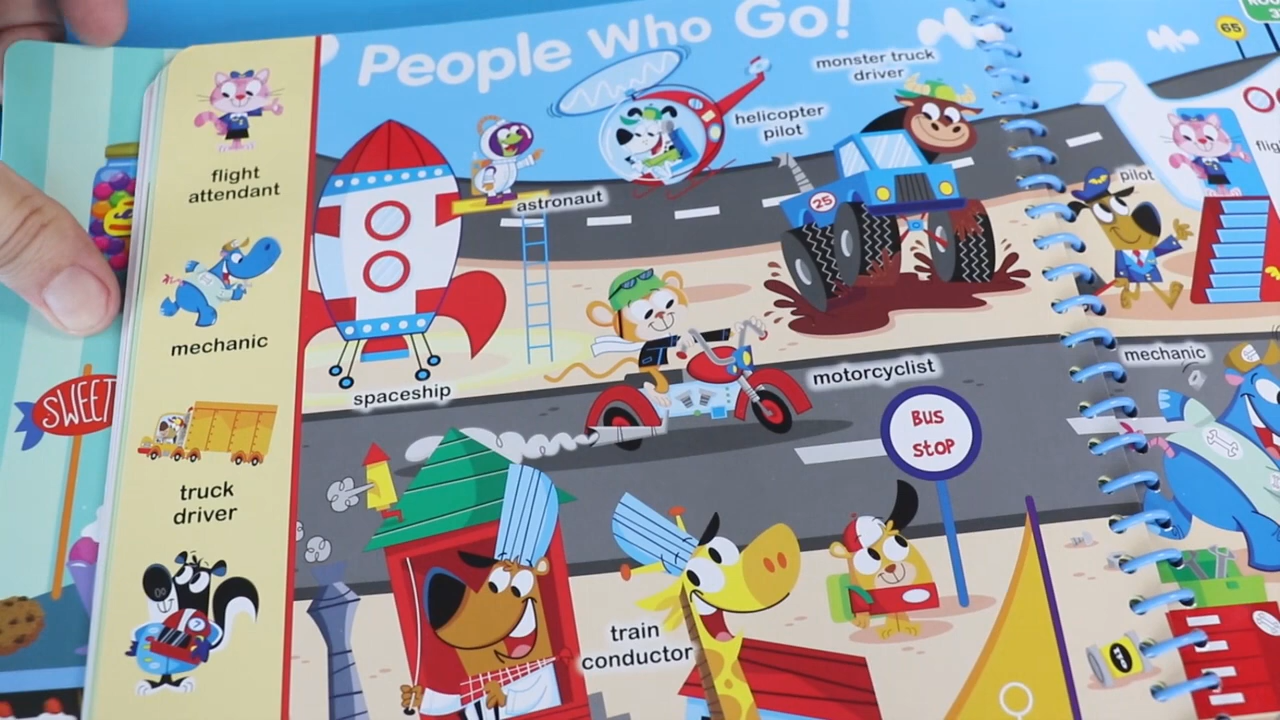 People Who Go!
flight
attendant
mechanic
truck
driver
SWEET
spaceship
astronaut
helicopter
pilot
monster truck
driver
25
motorcyclist
BUS
STOP
train
conductor
pilot
mechanic
65